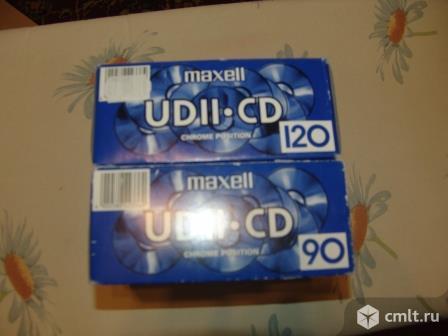 maxell
UDII•CD
CHROME POSITION
120
maxell
UDII•CD
CHROME POSITION
90
cmlt.ru